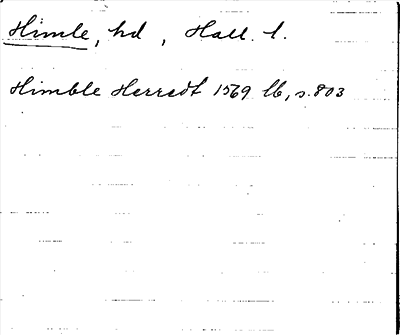 Himle, hd, Hall. l.
Himble Herredt 1569 lb, s. 803